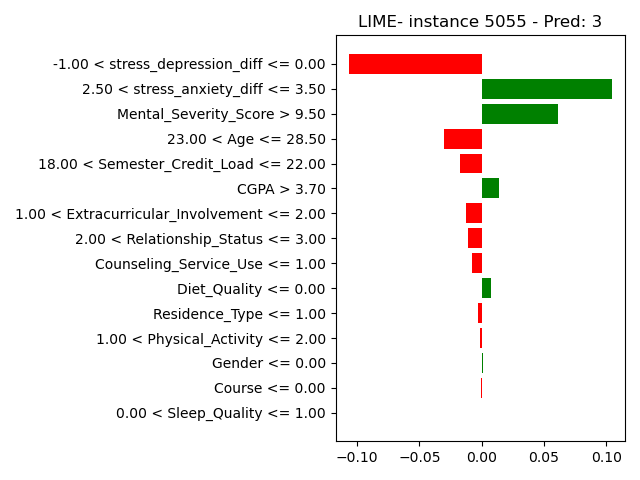 LIME- instance 5055 - Pred: 3
-1.00 < stress_depression_diff <= 0.00
2.50 < stress_anxiety_diff <= 3.50
Mental_Severity_Score > 9.50
23.00 < Age <= 28.50
18.00 < Semester_Credit_Load <= 22.00
CGPA > 3.70
1.00 < Extracurricular_Involvement <= 2.00
2.00 < Relationship_Status <= 3.00
Counseling_Service_Use <= 1.00
Diet_Quality <= 0.00
Residence_Type <= 1.00
1.00 < Physical_Activity <= 2.00
Gender <= 0.00
Course <= 0.00
0.00 < Sleep_Quality <= 1.00
−0.10 −0.05 0.00 0.05 0.10